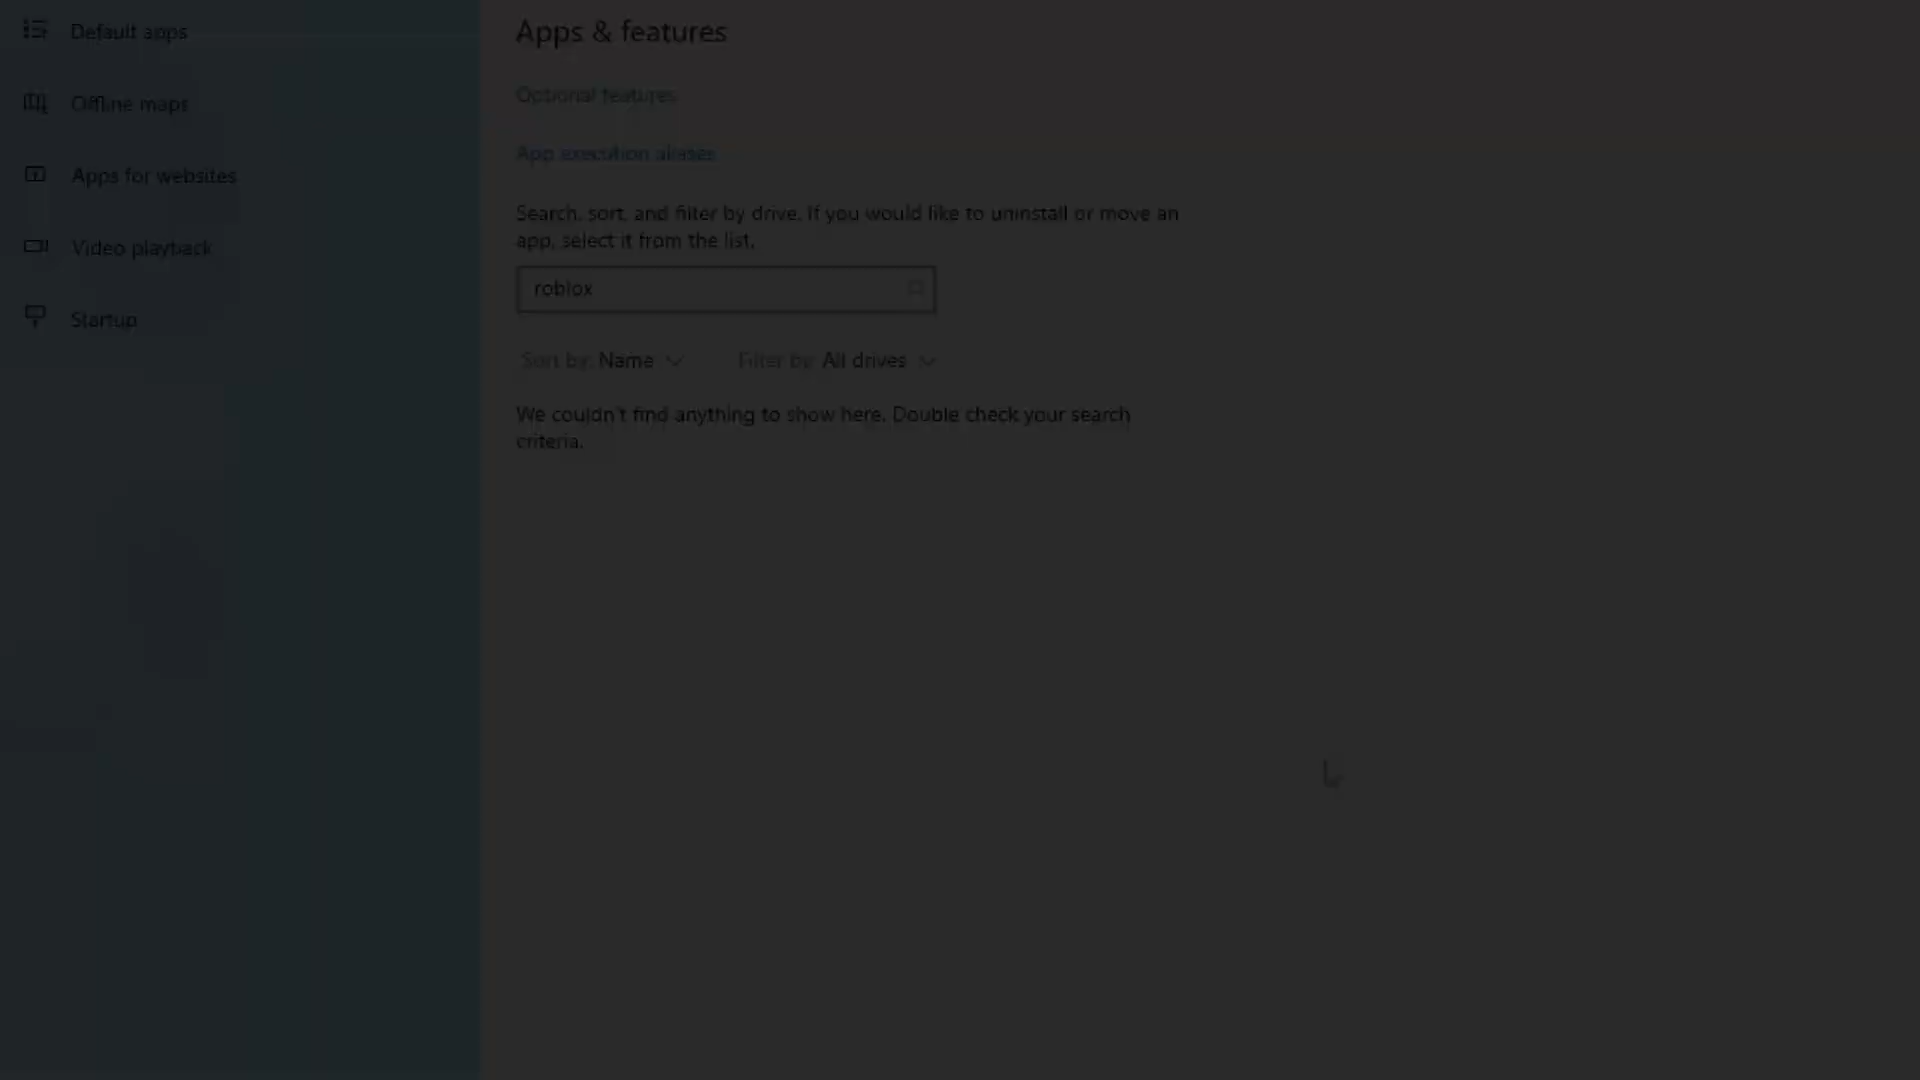 Default apps
Offline maps
Apps for websites
Video playback
Startup
Apps & features
Optional features
App execution aliases
Search, sort, and filter by drive. If you would like to uninstall or move an
app, select it from the list.
roblox
Sort by: Name
Filter by: All drives
We couldn't find anything to show here. Double check your search
criteria.